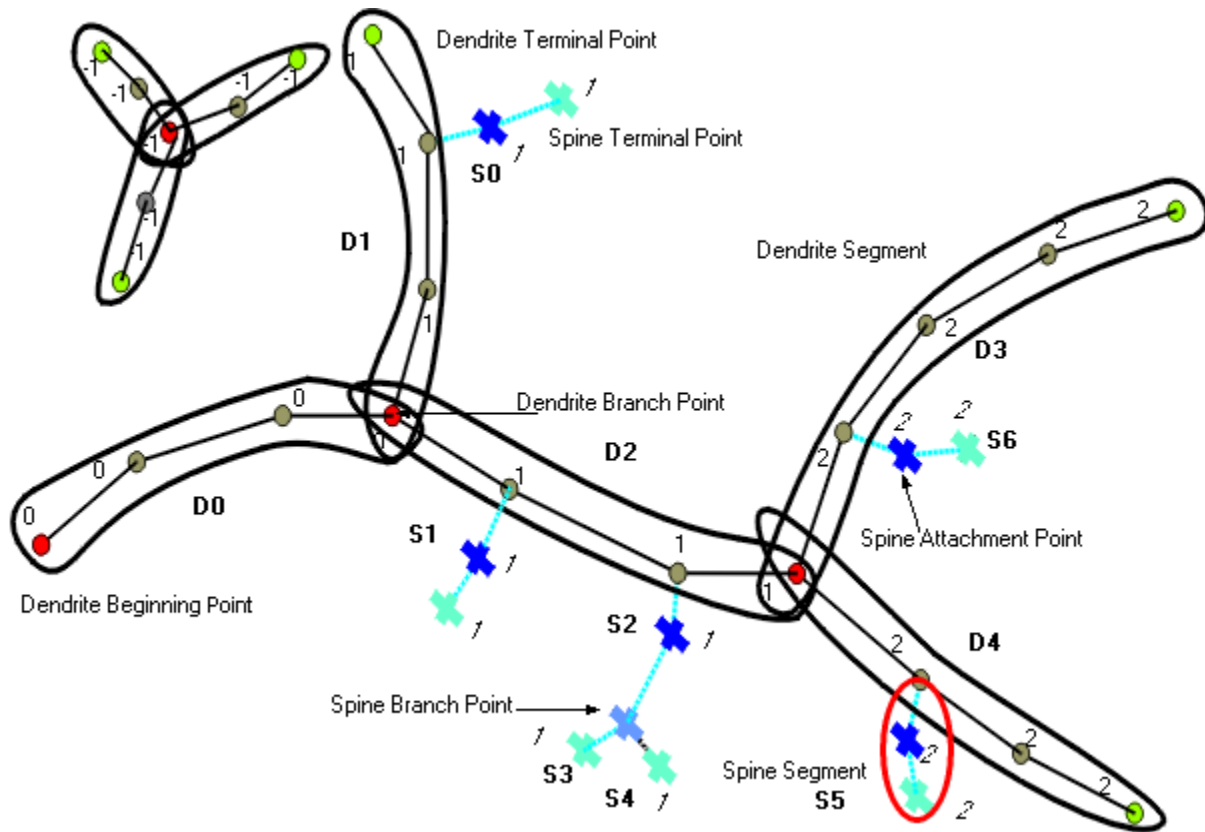 -1
-1
-1
-1
-1
-1
-1
1
Dendrite Terminal Point
1
1
Spine Terminal Point
S0
1
D1
1
Dendrite Segment
2
2
2
D3
0
Dendrite Branch Point
1
D2
2
2
2
S6
0
D0
0
1
S1
1
Spine Attachment Point
Dendrite Beginning Point
1
1
1
S2
1
2
D4
Spine Branch Point
1
S3
S4
1
Spine Segment
2
S5
2
2
2